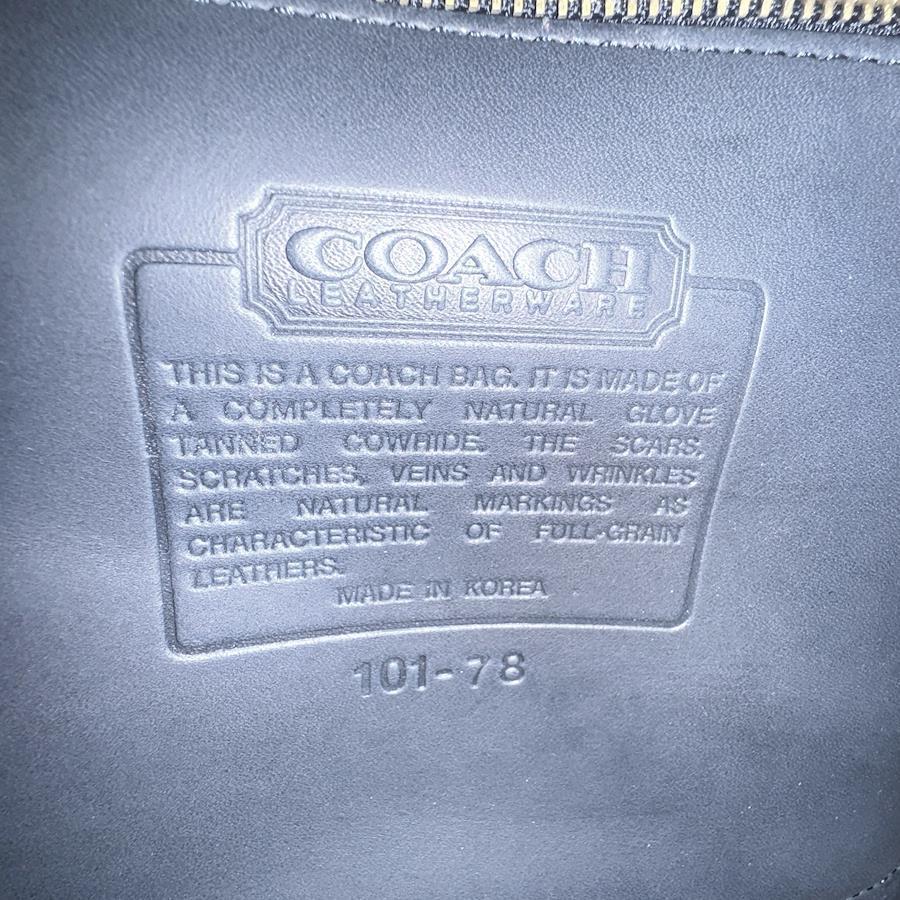 COACH
LEATHERWARE
THIS IS A COACH BAG. IT IS MADE OF
A COMPLETELY NATURAL GLOVE
TANNED COWHIDE. THE SCARS,
SCRATCHES, VEINS AND WRINKLES
ARE NATURAL MARKINGS AS
CHARACTERISTIC OF FULL-GRAIN
LEATHERS.
MADE IN KOREA
101-78